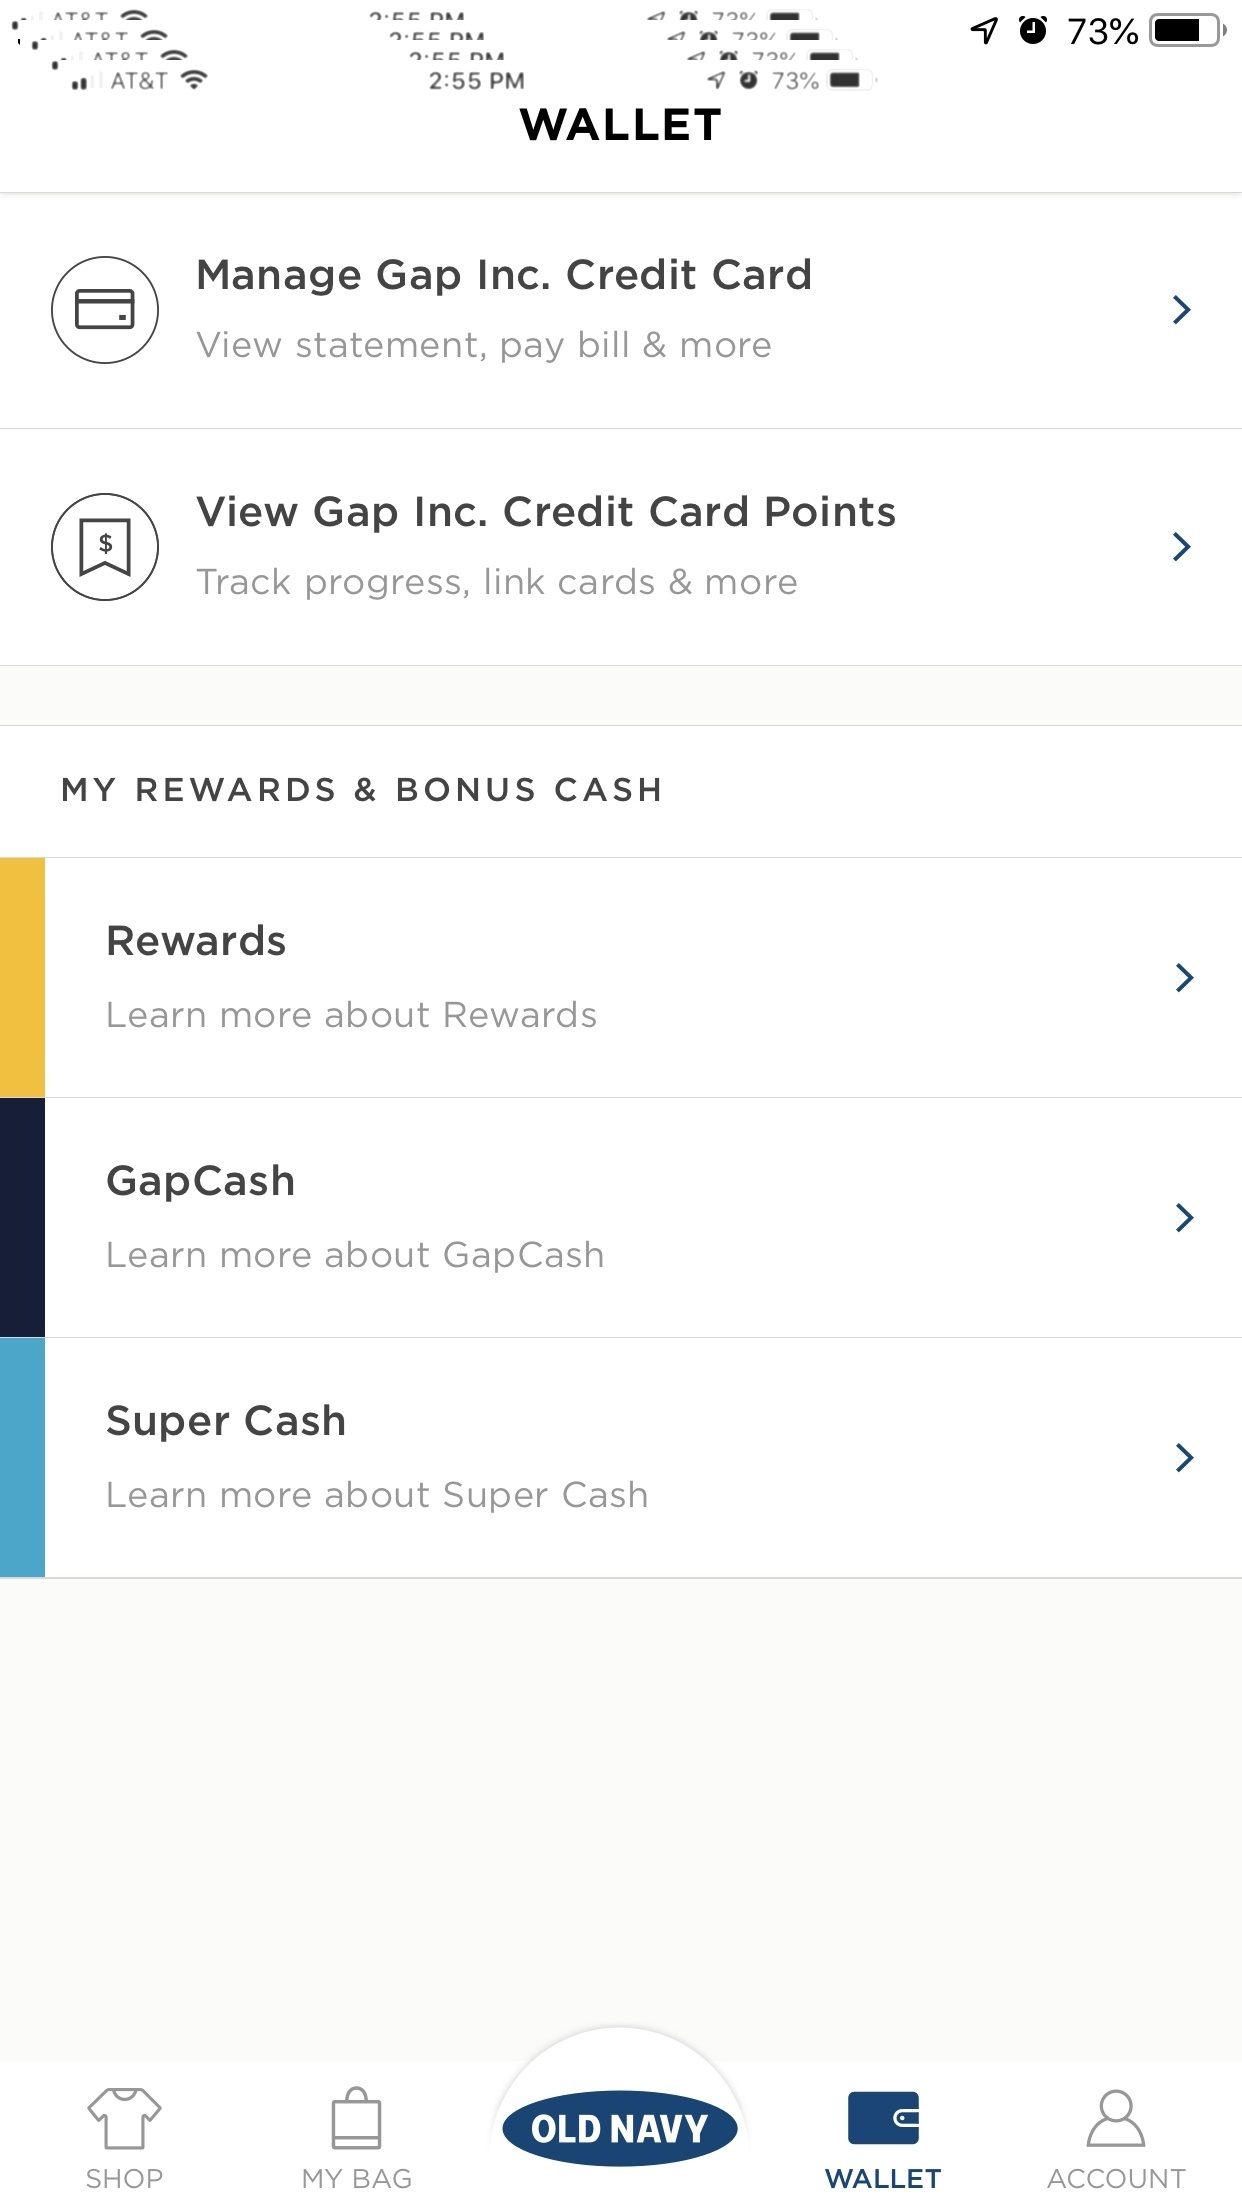 73%
AT&T 2:55 PM 73%
WALLET
Manage Gap Inc. Credit Card
View statement, pay bill & more
View Gap Inc. Credit Card Points
$
Track progress, link cards & more
MY REWARDS & BONUS CASH
Rewards
Learn more about Rewards
GapCash
Learn more about GapCash
Super Cash
Learn more about Super Cash
OLD NAVY
SHOP MY BAG WALLET ACCOUNT